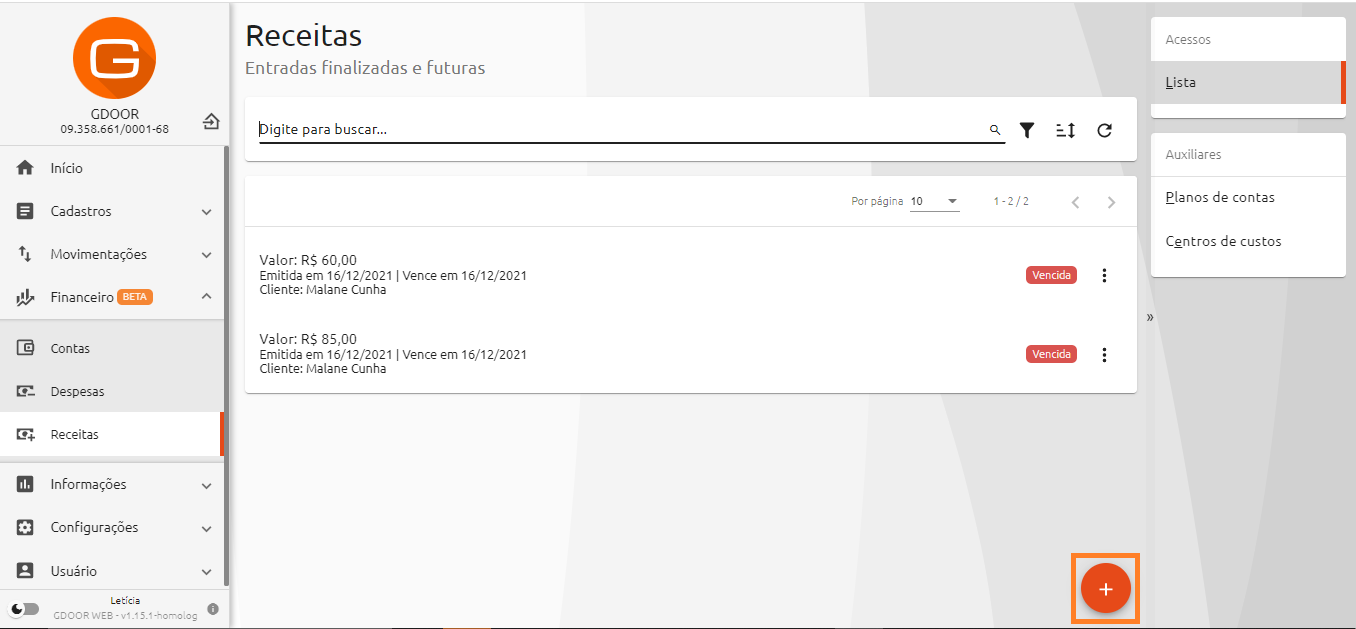 G
GDOOR
09.358.661/0001-68
Início
Cadastros
Movimentações
Financeiro BETA
Contas
Despesas
Receitas
Informações
Configurações
Usuário
Letícia
GDOOR WEB - v1.15.1-homolog
Receitas
Entradas finalizadas e futuras
Digite para buscar...
Por página 10 1 - 2 / 2
Valor: R$ 60,00
Emitida em 16/12/2021 | Vence em 16/12/2021
Cliente: Malane Cunha
Vencida
Valor: R$ 85,00
Emitida em 16/12/2021 | Vence em 16/12/2021
Cliente: Malane Cunha
Vencida
»
Acessos
Lista
Auxiliares
Planos de contas
Centros de custos